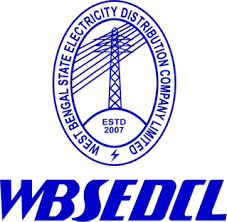 WEST BENGAL STATE ELECTRICITY DISTRIBUTION COMPANY LIMITED
ESTD
2007
WBSEDCL